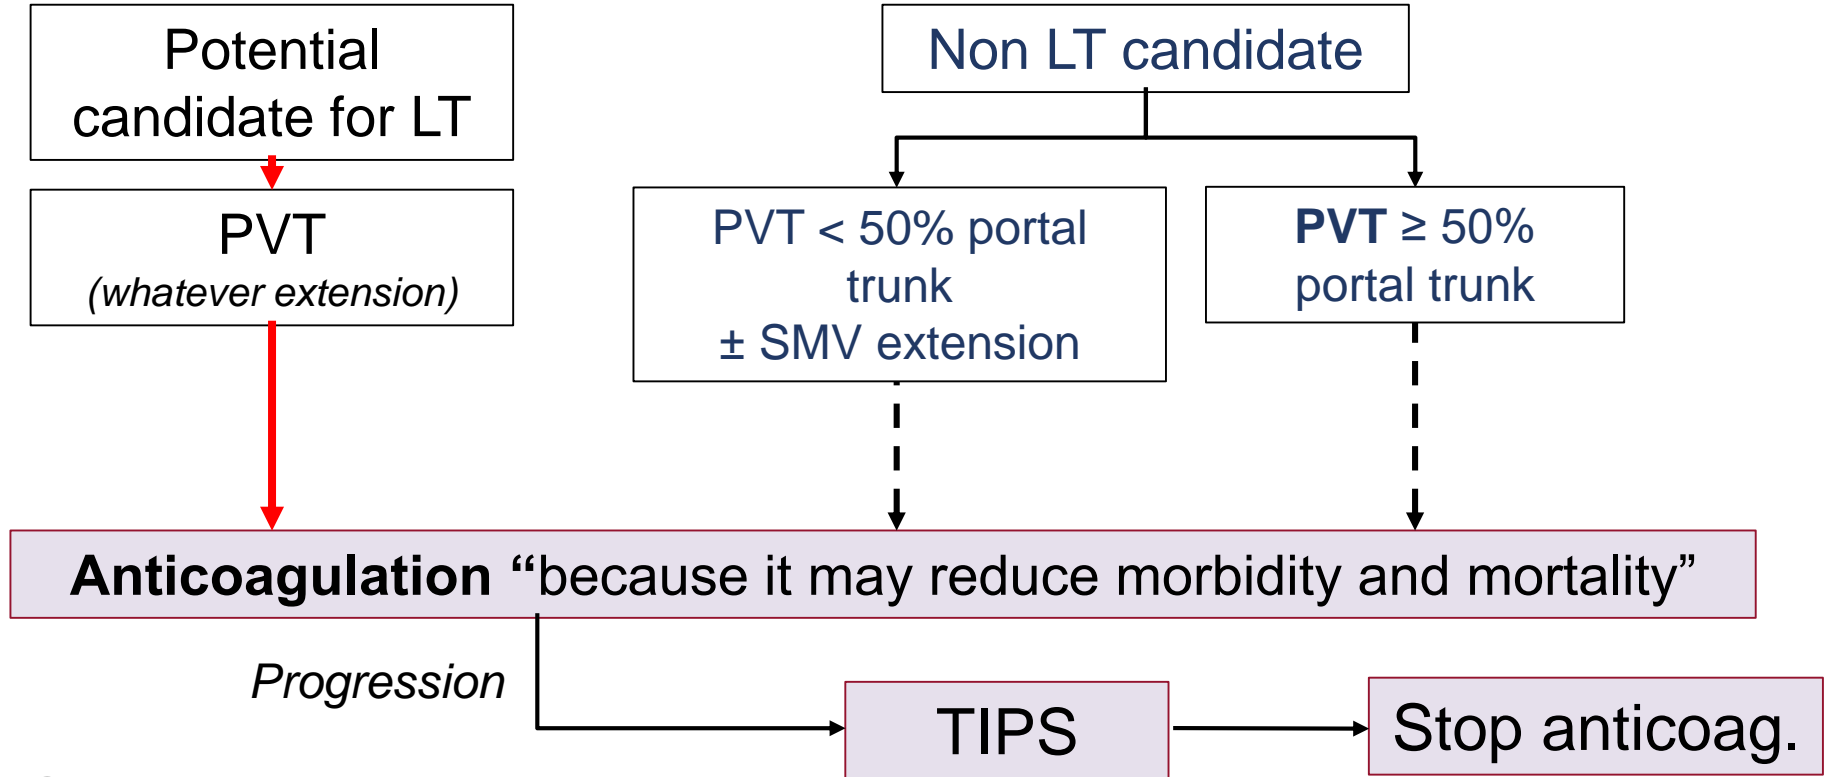 Potential
candidate for LT
Non LT candidate
PVT
(whatever extension)
PVT < 50% portal
trunk
± SMV extension
PVT ≥ 50%
portal trunk
Anticoagulation “because it may reduce morbidity and mortality”
Progression
TIPS
Stop anticoag.